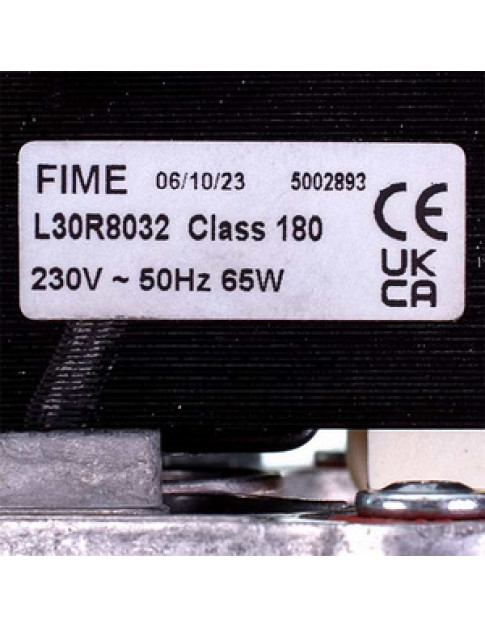 FIME 06/10/23 5002893
L30R8032 Class 180
230V ~ 50Hz 65W
CE
UK
CA